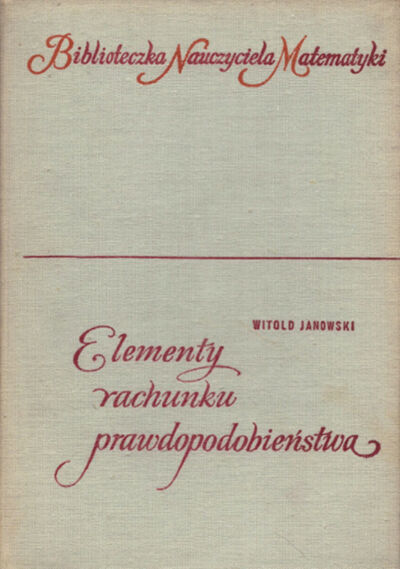 Biblioteczka Nauczyciela Matematyki
WITOLD JANOWSKI
Elementy
rachunku
prawdopodobieństwa